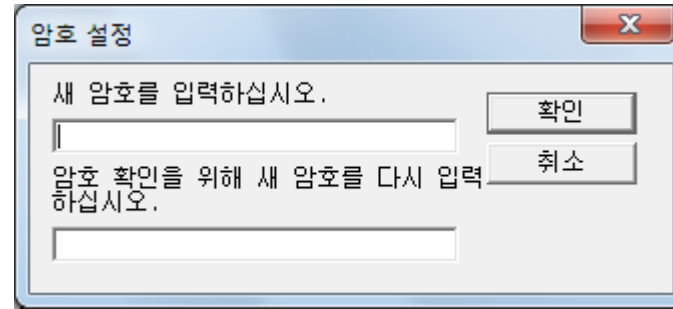 암호 설정
새 암호를 입력하십시오.
확인
취소
암호 확인을 위해 새 암호를 다시 입력
하십시오.